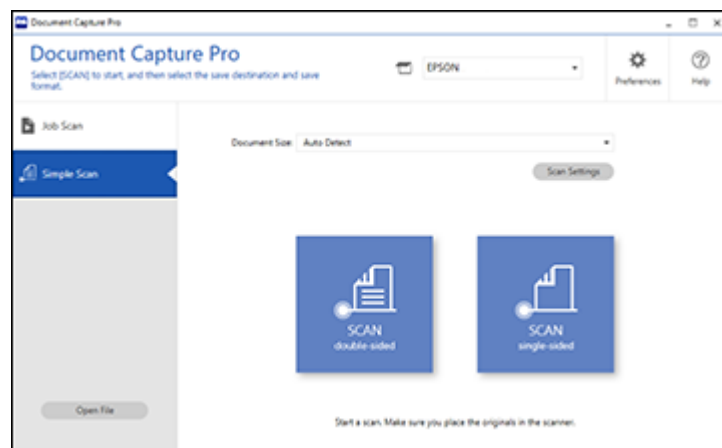 Document Capture Pro
Document Capture Pro
Select [SCAN] to start, and then select the save destination and save
format.
EPSON
Preferences
Help
Job Scan
Simple Scan
Document Size: Auto Detect
Scan Settings
SCAN
double-sided
SCAN
single-sided
Open File
Start a scan. Make sure you place the originals in the scanner.